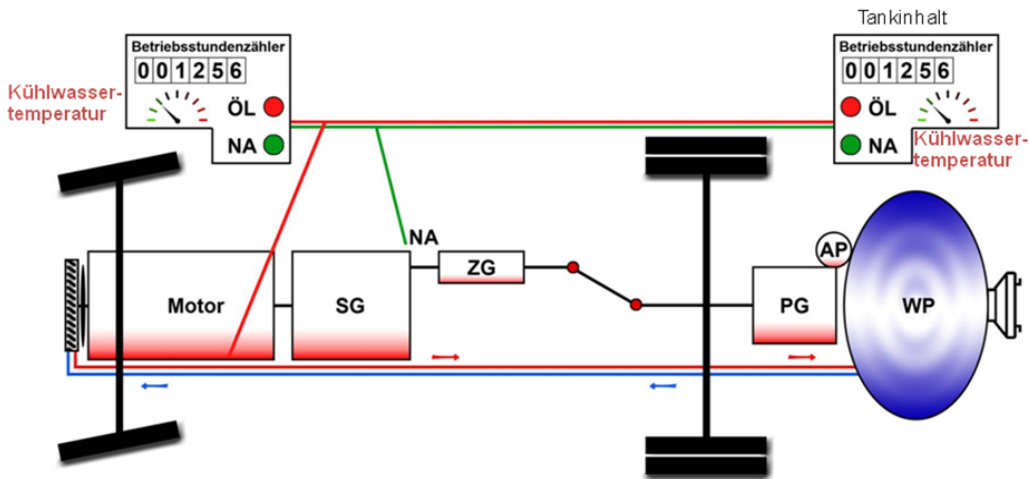 Tankinhalt
Betriebsstundenzähler
001256
Kühlwasser-
temperatur
ÖL
NA
Betriebsstundenzähler
001256
ÖL
NA
Kühlwasser-
temperatur
NA
Motor
SG
ZG
PG
AP
WP